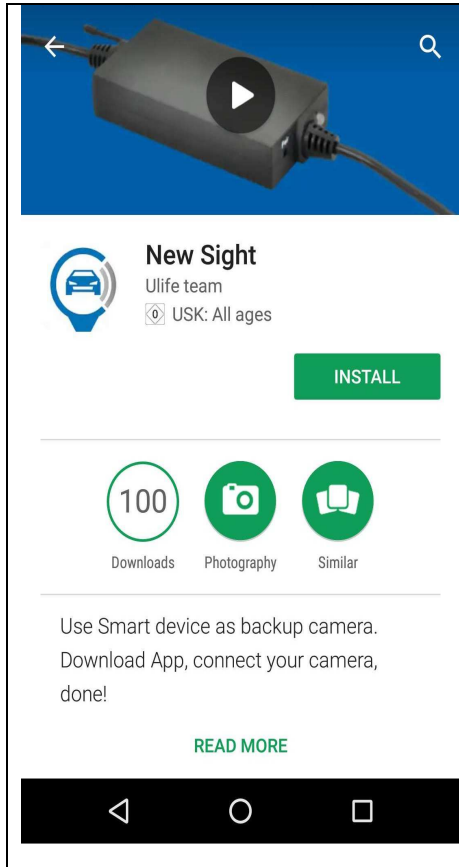 New Sight
Ulife team
0 USK: All ages
INSTALL
100
Downloads Photography Similar
Use Smart device as backup camera.
Download App, connect your camera,
done!
READ MORE